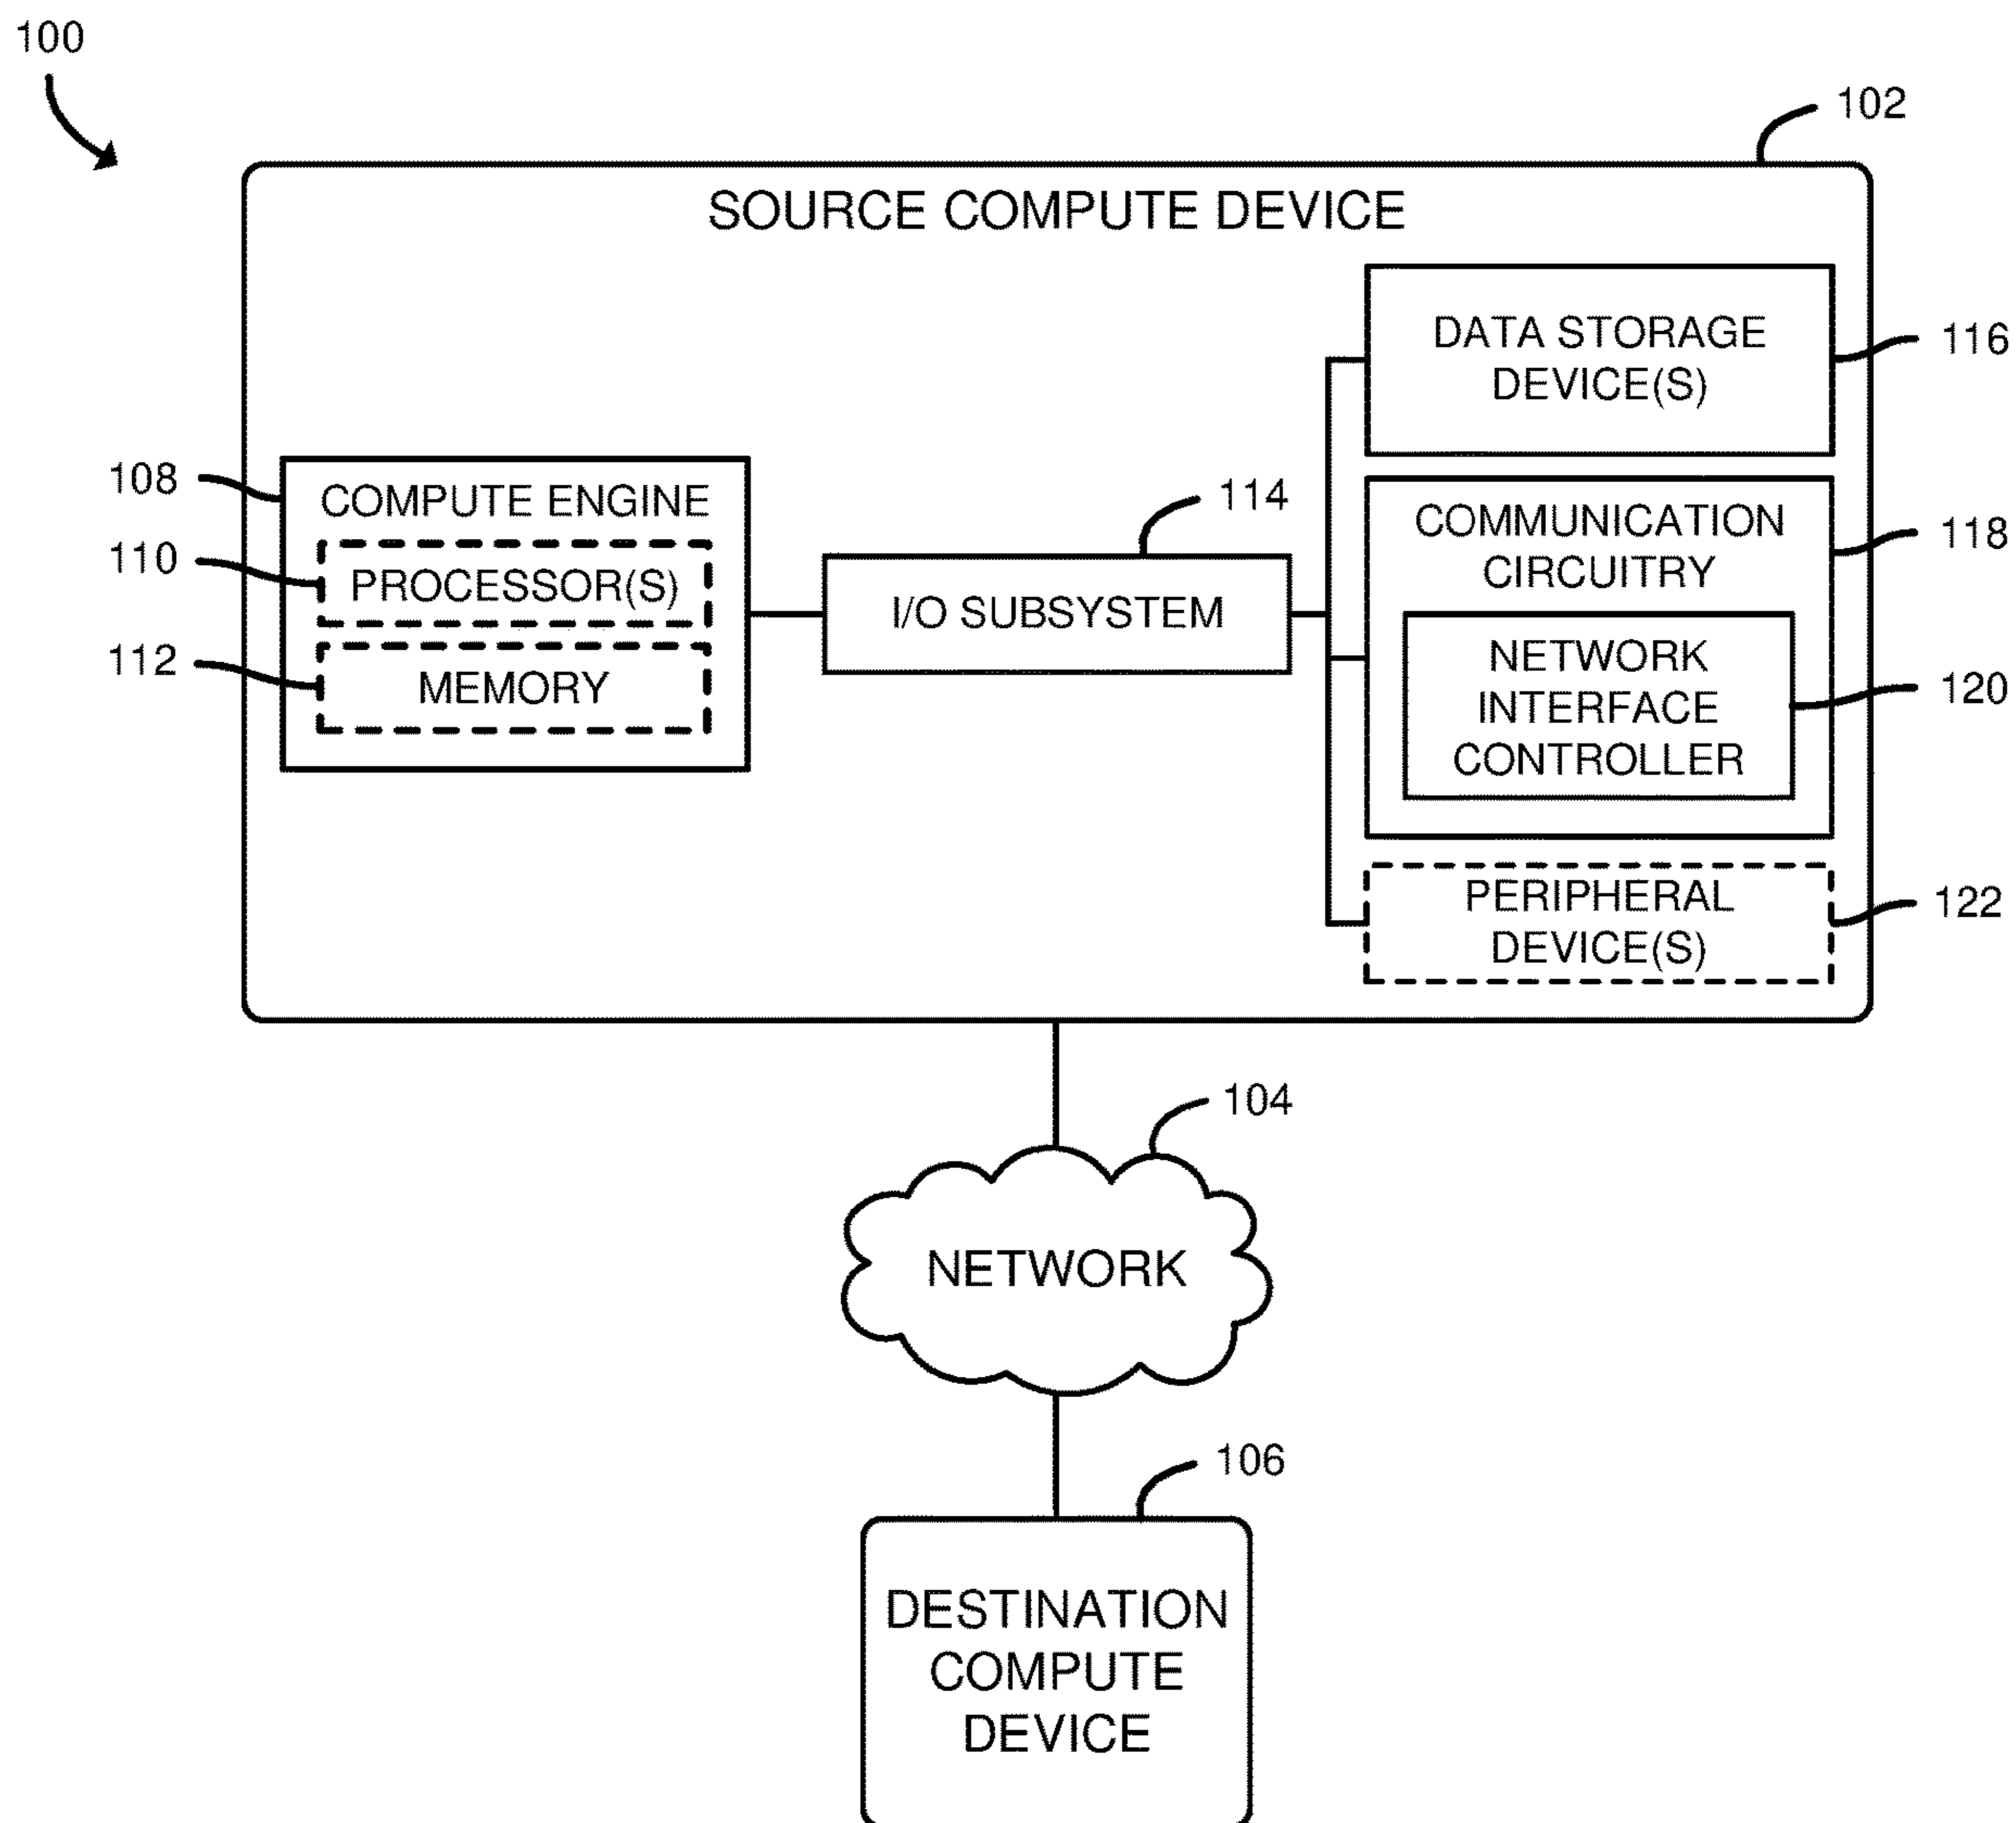 100
102
SOURCE COMPUTE DEVICE
DATA STORAGE
DEVICE(S)
116
108
COMPUTE ENGINE
110
PROCESSOR(S)
112
MEMORY
114
I/O SUBSYSTEM
COMMUNICATION
CIRCUITRY
118
NETWORK
INTERFACE
CONTROLLER
120
PERIPHERAL
DEVICE(S)
122
104
NETWORK
106
DESTINATION
COMPUTE
DEVICE